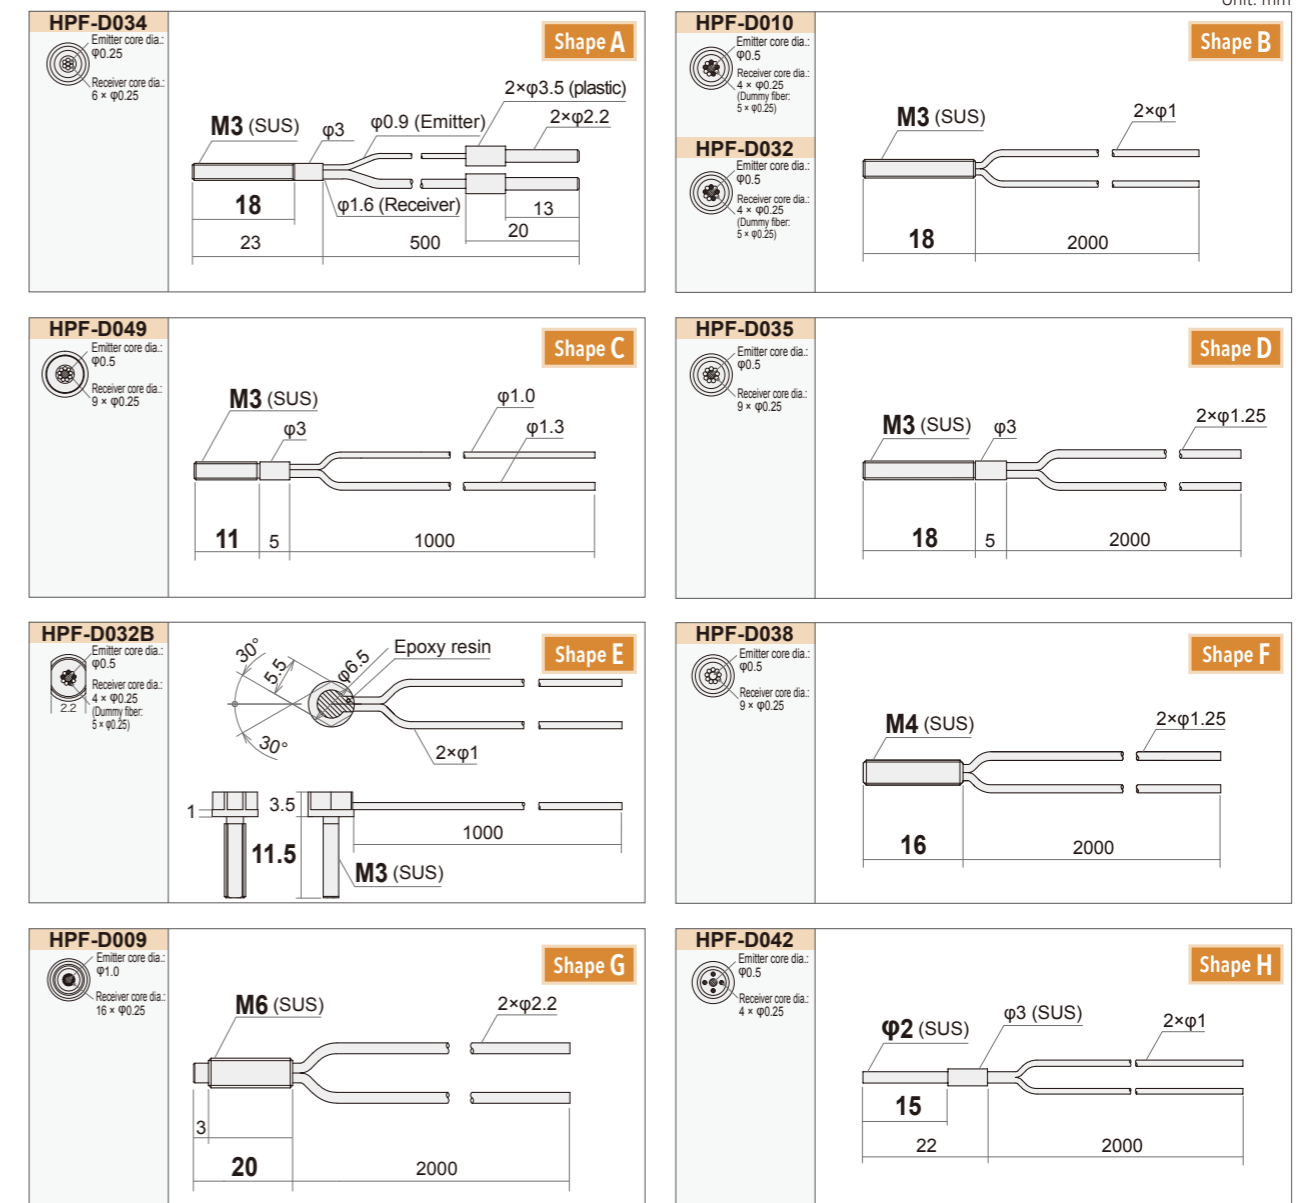 Unit: mm
HPF-D034
Emitter core dia.:
φ0.25
Receiver core dia.:
6 × φ0.25
Shape A
M3 (SUS)
φ3
φ0.9 (Emitter)
2×φ3.5 (plastic)
2×φ2.2
φ1.6 (Receiver)
18
13
20
23
500
HPF-D010
Emitter core dia.:
φ0.5
Receiver core dia.:
4 × φ0.25
(Dummy fiber:
5 × φ0.25)
HPF-D032
Emitter core dia.:
φ0.5
Receiver core dia.:
4 × φ0.25
(Dummy fiber:
5 × φ0.25)
Shape B
M3 (SUS)
2×φ1
18
2000
HPF-D049
Emitter core dia.:
φ0.5
Receiver core dia.:
9 × φ0.25
Shape C
M3 (SUS)
φ3
φ1.0
φ1.3
11
5
1000
HPF-D035
Emitter core dia.:
φ0.5
Receiver core dia.:
9 × φ0.25
Shape D
M3 (SUS)
φ3
2×φ1.25
18
5
2000
HPF-D032B
Emitter core dia.:
φ0.5
Receiver core dia.:
4 × φ0.25
(Dummy fiber:
5 × φ0.25)
2.2
Shape E
30°
5.5
φ6.5
Epoxy resin
30°
2×φ1
1
3.5
11.5
1000
M3 (SUS)
HPF-D038
Emitter core dia.:
φ0.5
Receiver core dia.:
9 × φ0.25
Shape F
M4 (SUS)
2×φ1.25
16
2000
HPF-D009
Emitter core dia.:
φ1.0
Receiver core dia.:
16 × φ0.25
Shape G
M6 (SUS)
2×φ2.2
3
20
2000
HPF-D042
Emitter core dia.:
φ0.5
Receiver core dia.:
4 × φ0.25
Shape H
φ2 (SUS)
φ3 (SUS)
2×φ1
15
22
2000